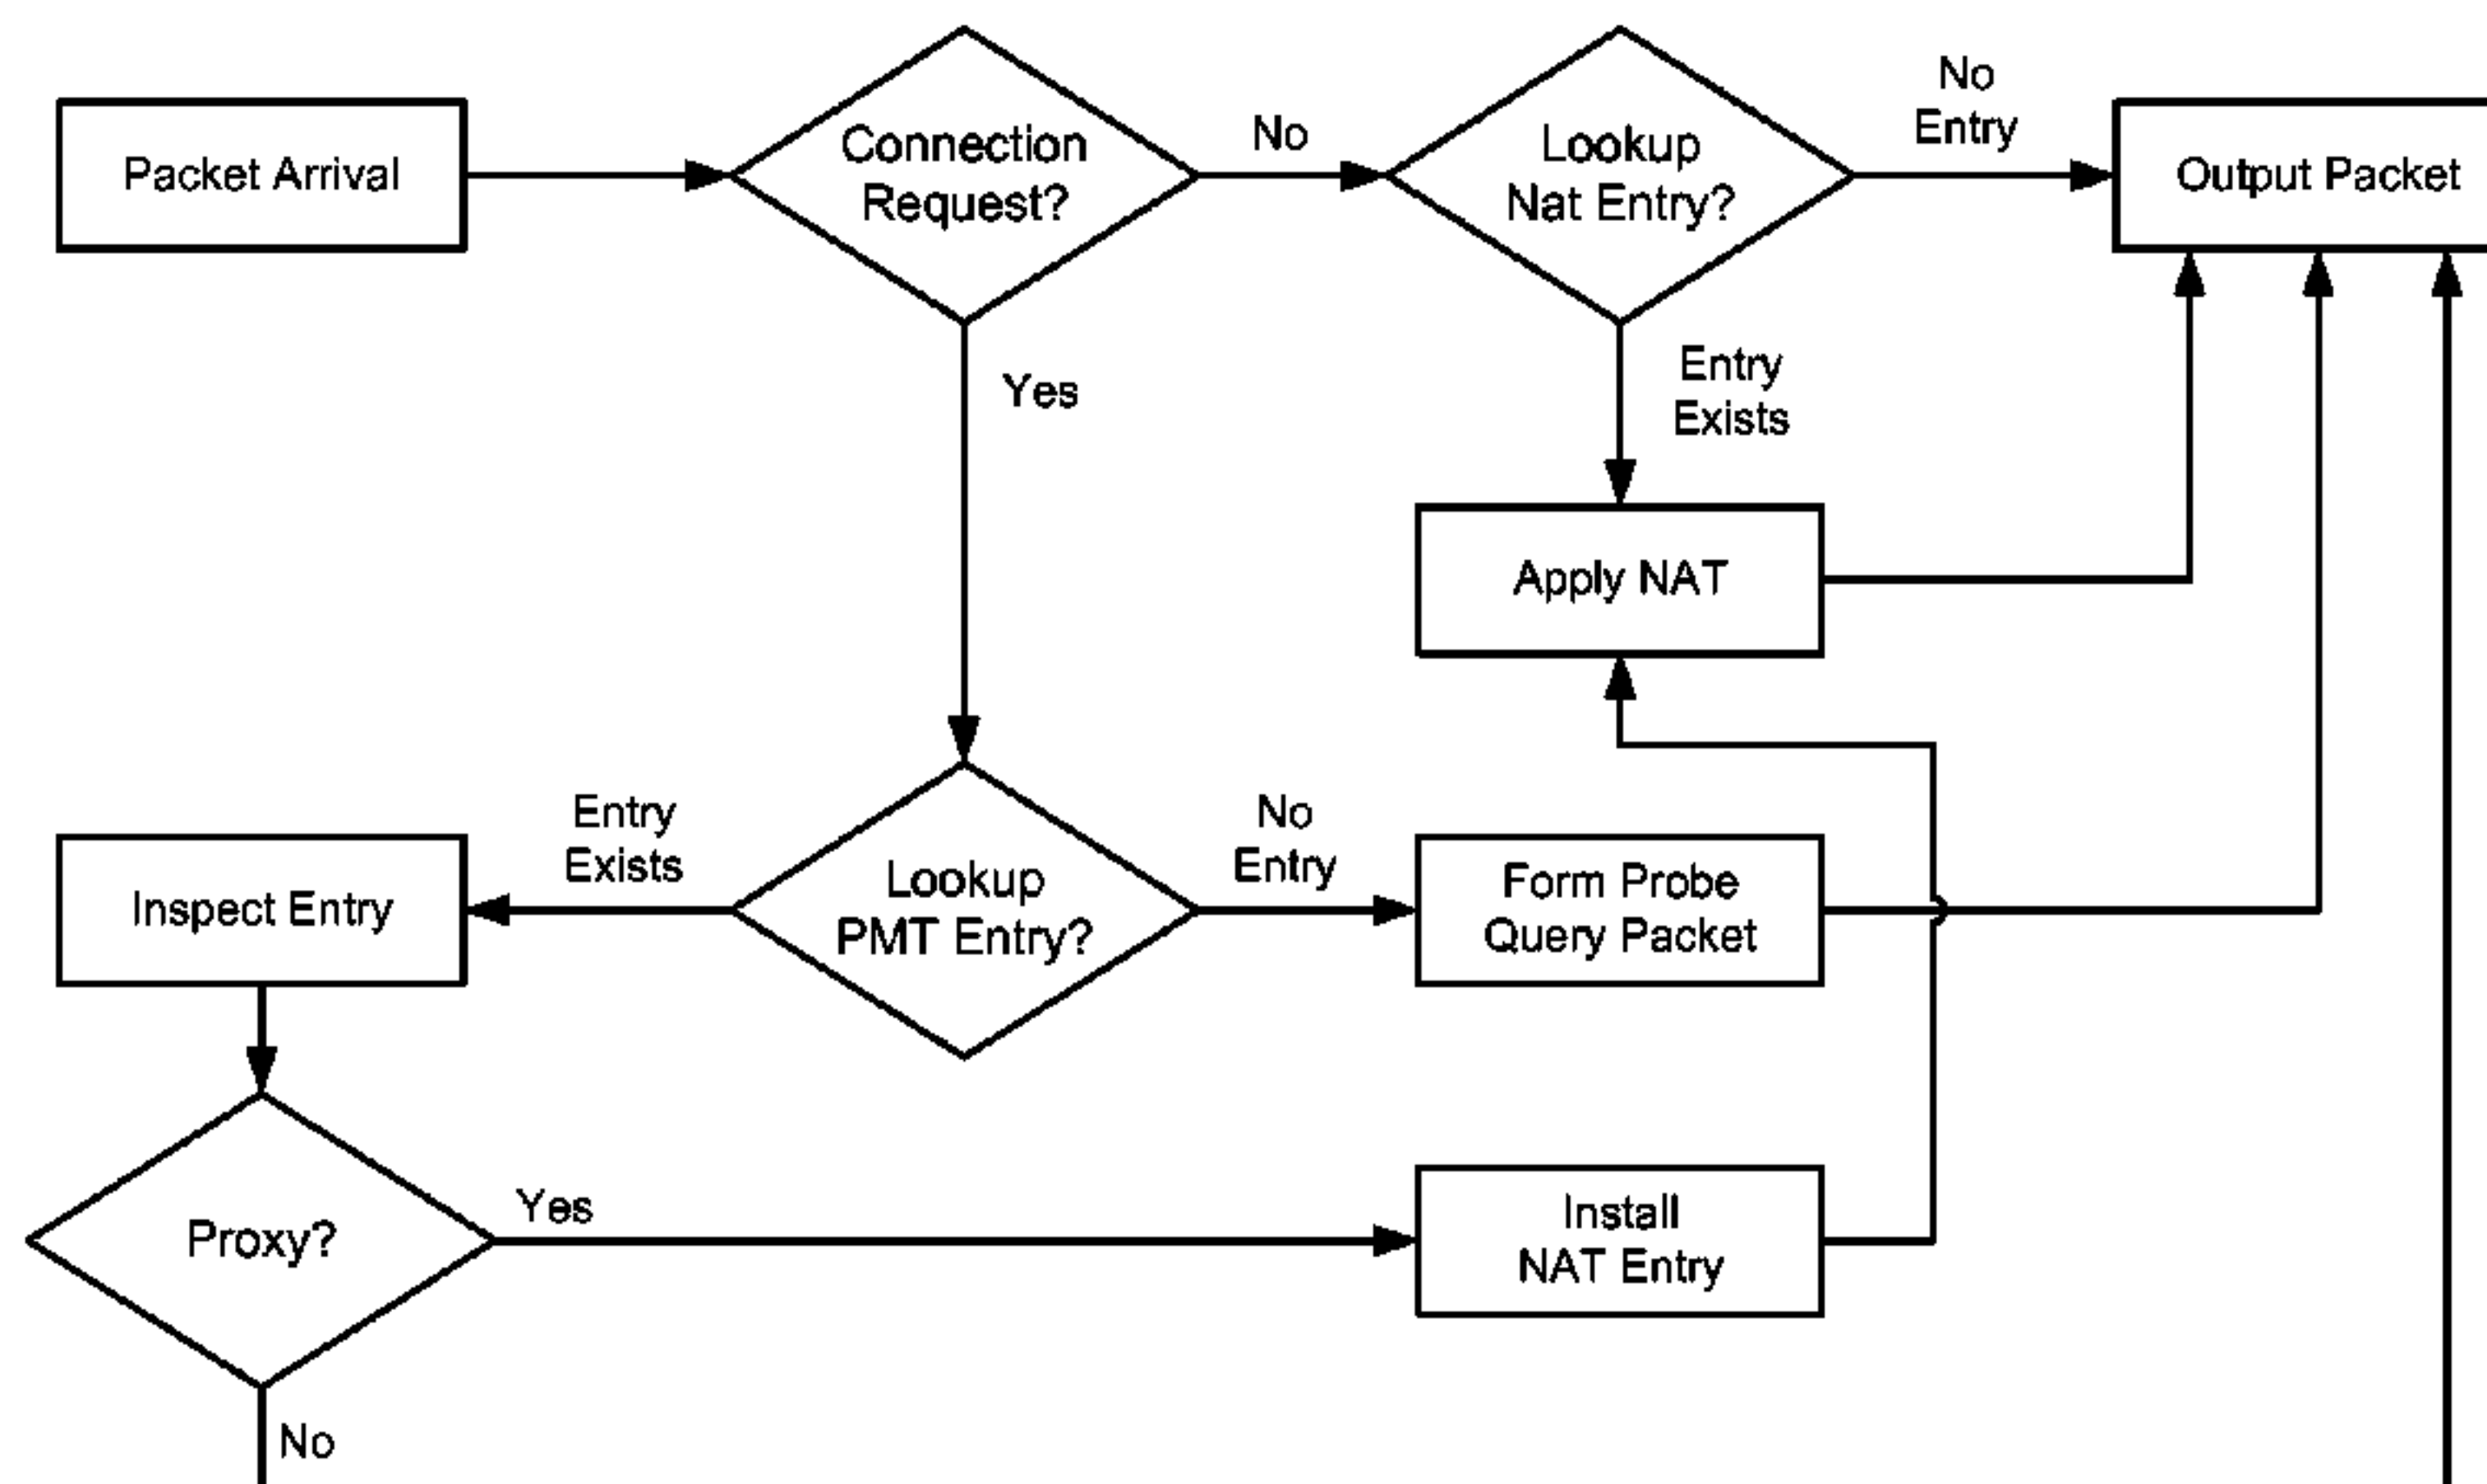 Packet Arrival
Connection
Request?
No
Lookup
Nat Entry?
No
Entry
Output Packet
Yes
Entry
Exists
Apply NAT
Inspect Entry
Entry
Exists
Lookup
PMT Entry?
No
Entry
Form Probe
Query Packet
Proxy?
Yes
Install
NAT Entry
No